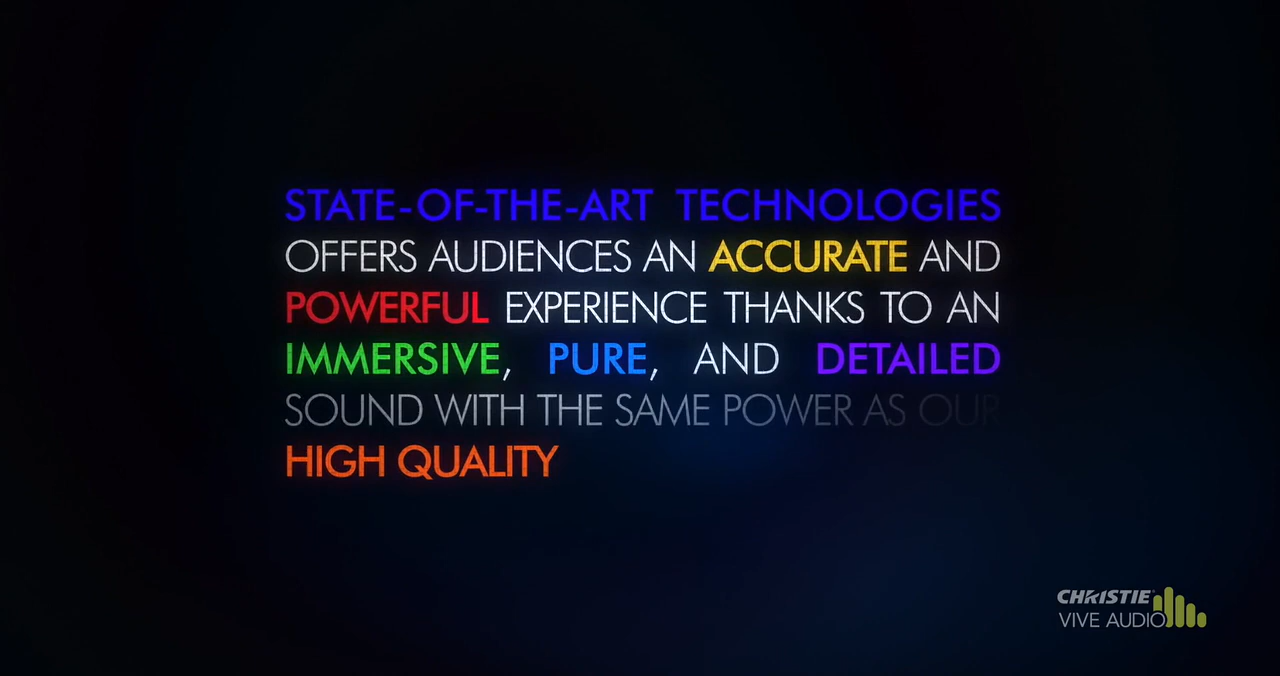 STATE-OF-THE-ART TECHNOLOGIES
OFFERS AUDIENCES AN ACCURATE AND
POWERFUL EXPERIENCE THANKS TO AN
IMMERSIVE, PURE, AND DETAILED
SOUND WITH THE SAME POWER AS OUR
HIGH QUALITY
CHRISTIE
VIVE AUDIO